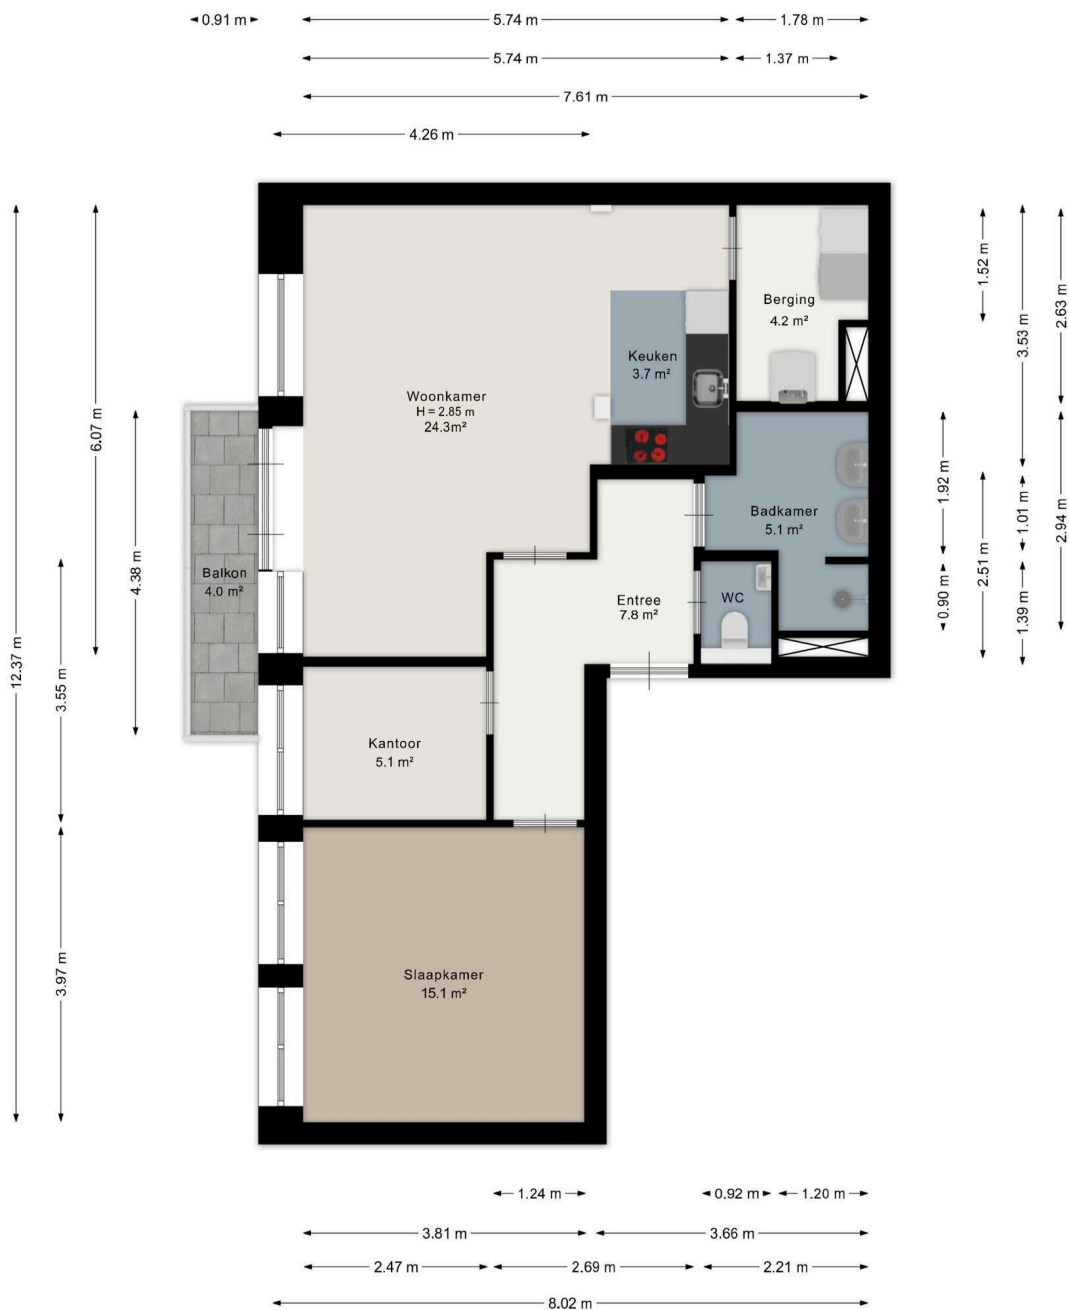 0.91 m
5.74 m
1.78 m
5.74 m
1.37 m
7.61 m
4.26 m
12.37 m
6.07 m
3.55 m
3.97 m
4.38 m
1.52 m
3.53 m
2.63 m
1.92 m
1.01 m
2.94 m
2.51 m
0.90 m
1.39 m
Berging
4.2 m²
Keuken
3.7 m²
Woonkamer
H = 2.85 m
24.3m²
Badkamer
5.1 m²
Balkon
4.0 m²
Entree
7.8 m²
WC
Kantoor
5.1 m²
Slaapkamer
15.1 m²
1.24 m
0.92 m
1.20 m
3.81 m
3.66 m
2.47 m
2.69 m
2.21 m
8.02 m